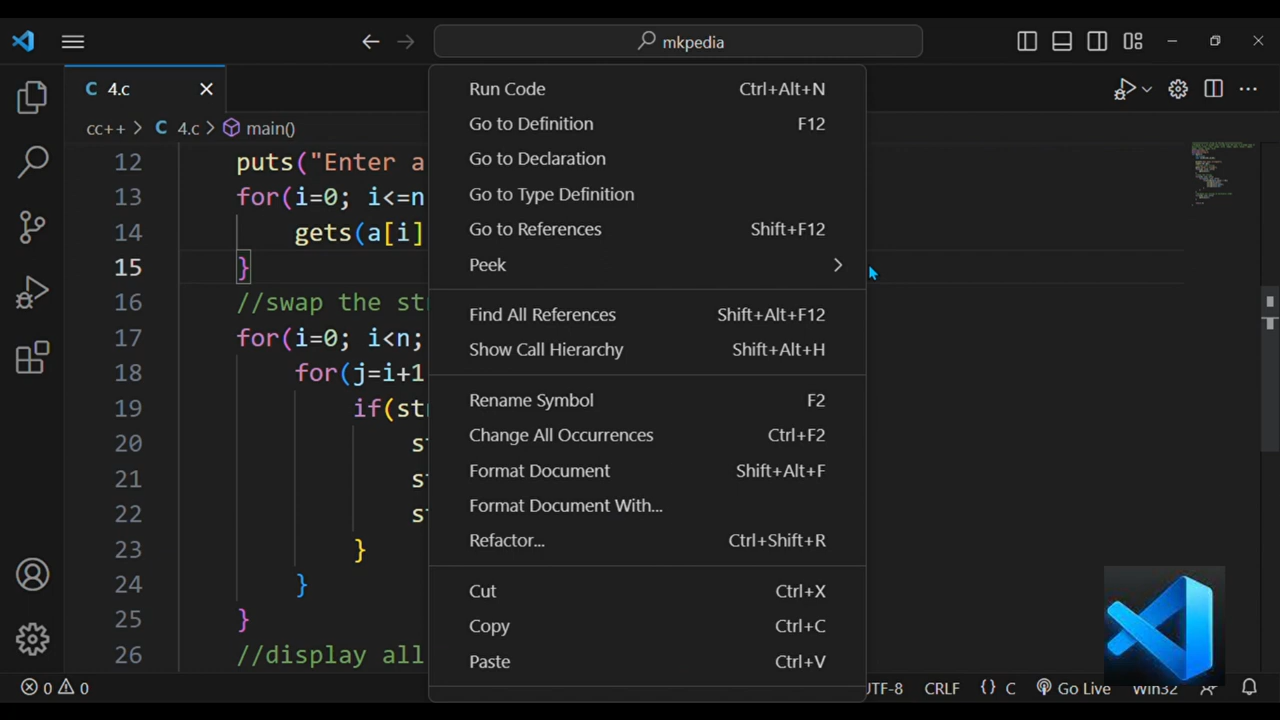 mkpedia
4.c
cc++ > C 4.c > main()
12 puts("Enter a
13 for(i=0; i<=n
14 gets(a[i]
15 }
16 //swap the st
17 for(i=0; i<n;
18 for(j=i+1
19 if(st
20 s
21 s
22 s
23 }
24 }
25 }
26 //display all
Run Code Ctrl+Alt+N
Go to Definition F12
Go to Declaration
Go to Type Definition
Go to References Shift+F12
Peek
Find All References Shift+Alt+F12
Show Call Hierarchy Shift+Alt+H
Rename Symbol F2
Change All Occurrences Ctrl+F2
Format Document Shift+Alt+F
Format Document With...
Refactor... Ctrl+Shift+R
Cut Ctrl+X
Copy Ctrl+C
Paste Ctrl+V
0 0 UTF-8 CRLF {} C Go Live Win32